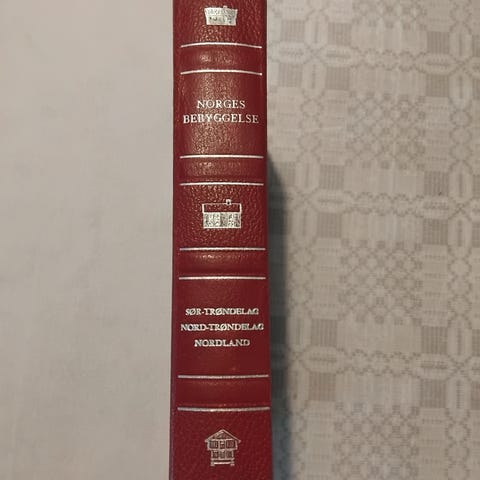 NORGES
BEBYGGELSE
SØR-TRØNDELAG
NORD-TRØNDELAG
NORDLAND